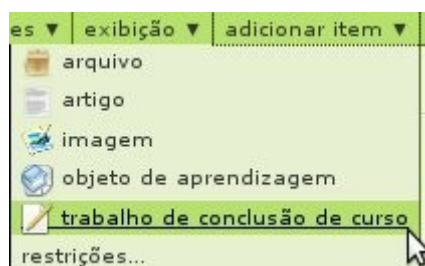 es ▼ exibição ▼ adicionar item ▼
arquivo
artigo
imagem
objeto de aprendizagem
trabalho de conclusão de curso
restrições...